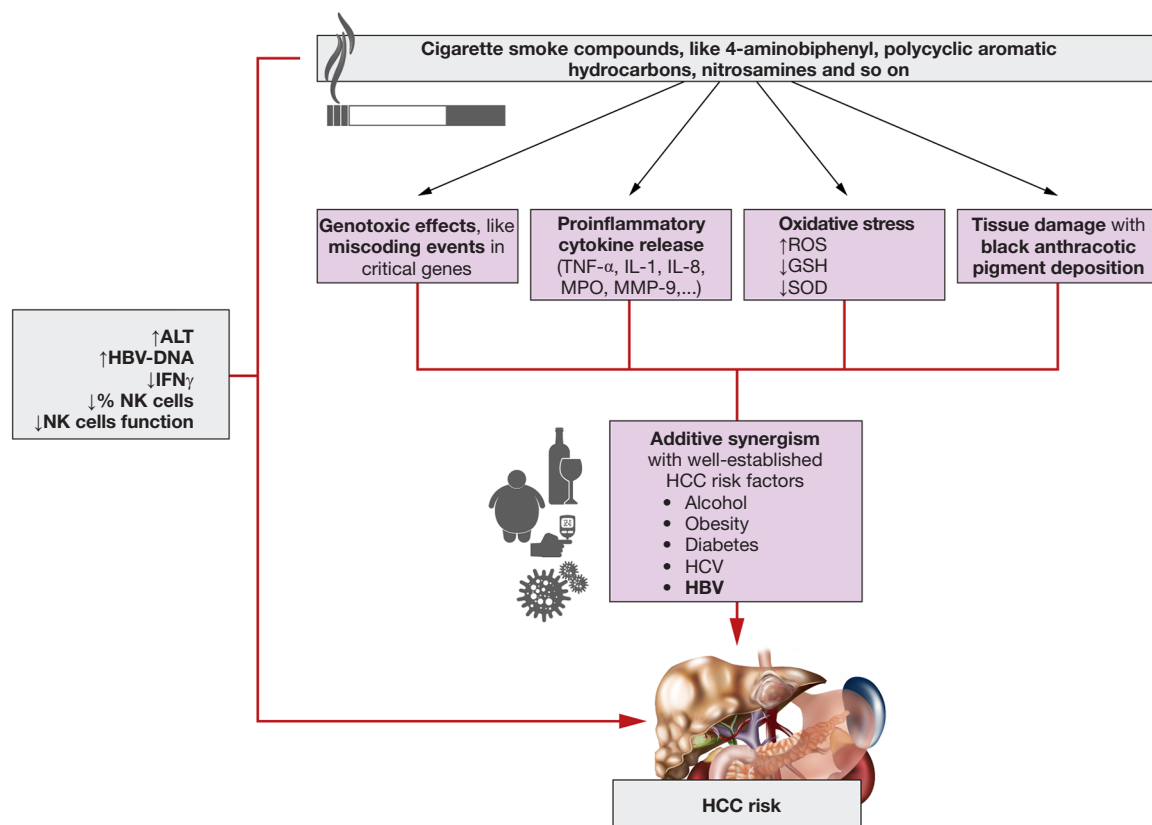 Cigarette smoke compounds, like 4-aminobiphenyl, polycyclic aromatic
hydrocarbons, nitrosamines and so on
Genotoxic effects, like
miscoding events in
critical genes
Proinflammatory
cytokine release
(TNF-α, IL-1, IL-8,
MPO, MMP-9,...)
Oxidative stress
↑ROS
↓GSH
↓SOD
Tissue damage with
black anthracotic
pigment deposition
↑ALT
↑HBV-DNA
↓IFNγ
↓% NK cells
↓NK cells function
Additive synergism
with well-established
HCC risk factors
• Alcohol
• Obesity
• Diabetes
• HCV
• HBV
HCC risk